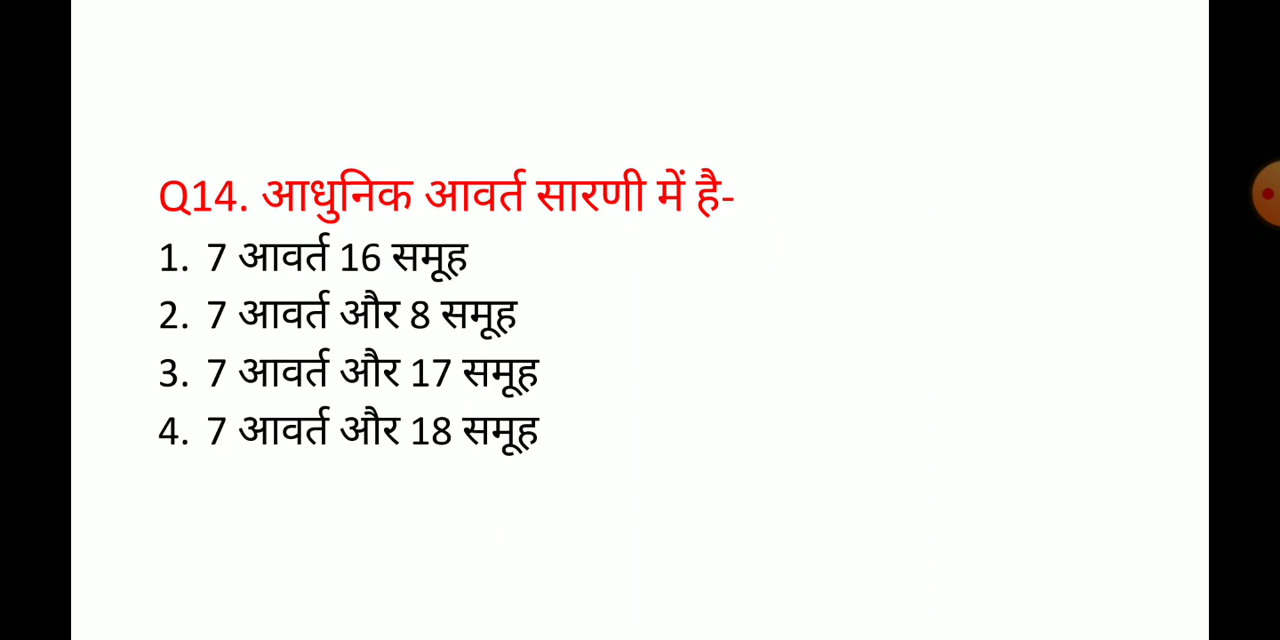 Q14. आधुनिक आवर्त सारणी में है-
1. 7 आवर्त 16 समूह
2. 7 आवर्त और 8 समूह
3. 7 आवर्त और 17 समूह
4. 7 आवर्त और 18 समूह